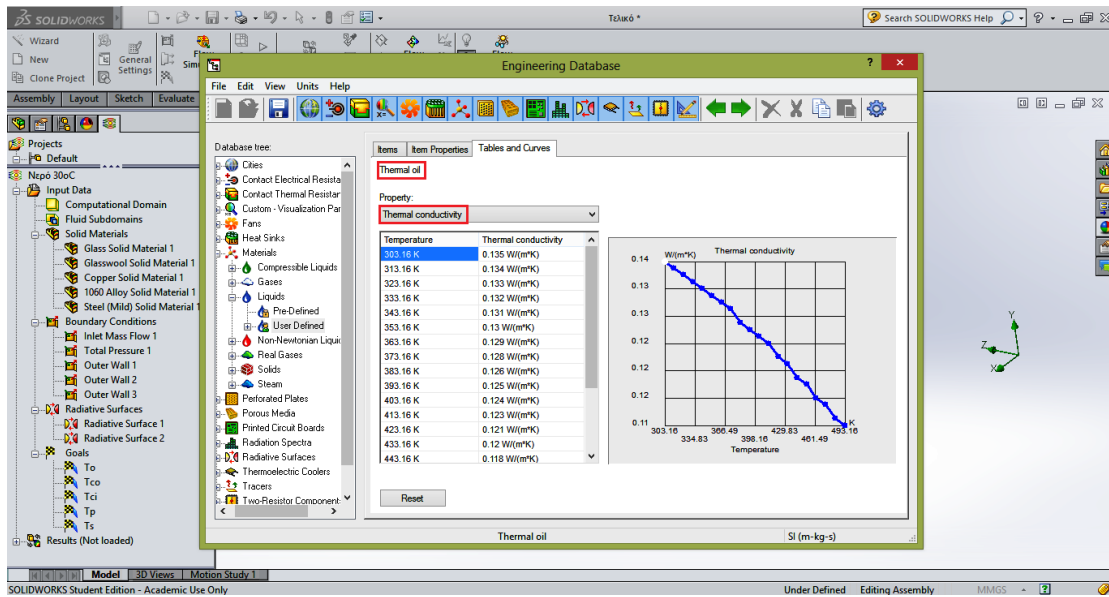 SOLIDWORKS
Τελικό *
Search SOLIDWORKS Help
Wizard
New
Clone Project
General
Settings
Assembly Layout Sketch Evaluate
Projects
Default
Νερό 30oC
Input Data
Computational Domain
Fluid Subdomains
Solid Materials
Glass Solid Material 1
Glasswool Solid Material 1
Copper Solid Material 1
1060 Alloy Solid Material 1
Steel (Mild) Solid Material 1
Boundary Conditions
Inlet Mass Flow 1
Total Pressure 1
Outer Wall 1
Outer Wall 2
Outer Wall 3
Radiative Surfaces
Radiative Surface 1
Radiative Surface 2
Goals
To
Tco
Tci
Tp
Ts
Results (Not loaded)
Engineering Database
File Edit View Units Help
Database tree:
Cities
Contact Electrical Resista
Contact Thermal Resistar
Custom - Visualization Par
Fans
Heat Sinks
Materials
Compressible Liquids
Gases
Liquids
Pre-Defined
User Defined
Non-Newtonian Liquid
Real Gases
Solids
Steam
Perforated Plates
Porous Media
Printed Circuit Boards
Radiation Spectra
Radiative Surfaces
Thermoelectric Coolers
Tracers
Two-Resistor Component
Items Item Properties Tables and Curves
Thermal oil
Property:
Thermal conductivity
Temperature Thermal conductivity
303.16 K 0.135 W/(m*K)
313.16 K 0.134 W/(m*K)
323.16 K 0.133 W/(m*K)
333.16 K 0.132 W/(m*K)
343.16 K 0.131 W/(m*K)
353.16 K 0.13 W/(m*K)
363.16 K 0.129 W/(m*K)
373.16 K 0.128 W/(m*K)
383.16 K 0.126 W/(m*K)
393.16 K 0.125 W/(m*K)
403.16 K 0.124 W/(m*K)
413.16 K 0.123 W/(m*K)
423.16 K 0.121 W/(m*K)
433.16 K 0.12 W/(m*K)
443.16 K 0.118 W/(m*K)
Reset
W/(m*K) Thermal conductivity
0.14
0.13
0.13
0.12
0.12
0.12
0.11
K
303.16 366.49 429.83 493.16
334.83 398.16 461.49
Temperature
Thermal oil SI (m-kg-s)
Y
Z
X
Model 3D Views Motion Study 1
SOLIDWORKS Student Edition - Academic Use Only
Under Defined Editing Assembly MMGS